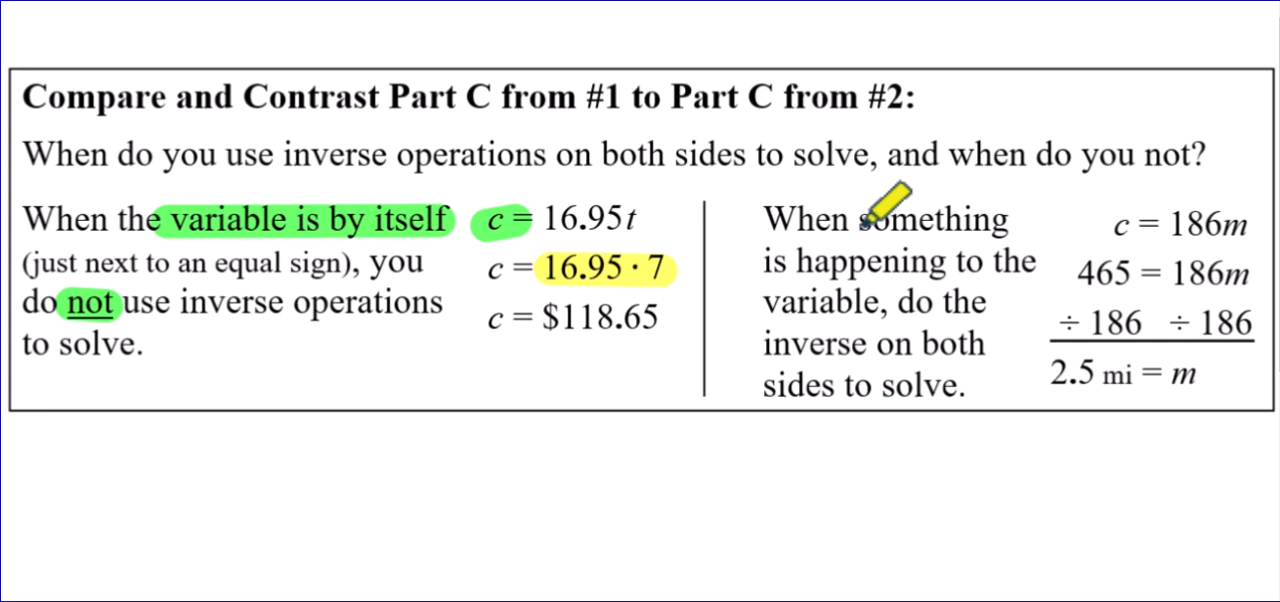 Compare and Contrast Part C from #1 to Part C from #2:
When do you use inverse operations on both sides to solve, and when do you not?
When the variable is by itself
(just next to an equal sign), you
do not use inverse operations
to solve.
c = 16.95t
c = 16.95 · 7
c = $118.65
When something
is happening to the
variable, do the
inverse on both
sides to solve.
c = 186m
465 = 186m
÷ 186 ÷ 186
2.5 mi = m